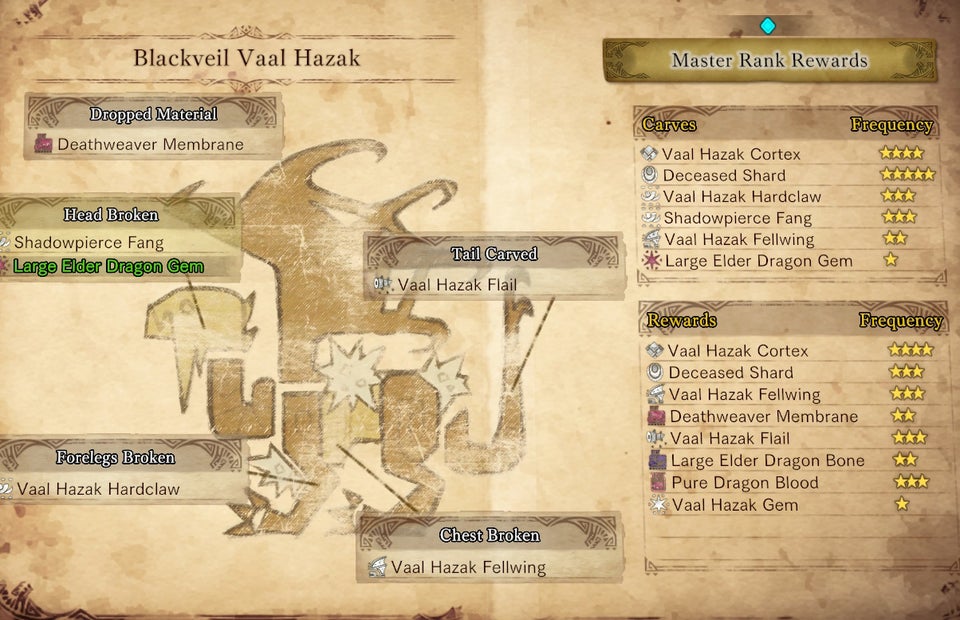 Blackveil Vaal Hazak
Dropped Material
Deathweaver Membrane
Head Broken
Shadowpierce Fang
Large Elder Dragon Gem
Tail Carved
Vaal Hazak Flail
Forelegs Broken
Vaal Hazak Hardclaw
Chest Broken
Vaal Hazak Fellwing
Master Rank Rewards
Carves Frequency
Vaal Hazak Cortex
Deceased Shard
Vaal Hazak Hardclaw
Shadowpierce Fang
Vaal Hazak Fellwing
Large Elder Dragon Gem
Rewards Frequency
Vaal Hazak Cortex
Deceased Shard
Vaal Hazak Fellwing
Deathweaver Membrane
Vaal Hazak Flail
Large Elder Dragon Bone
Pure Dragon Blood
Vaal Hazak Gem